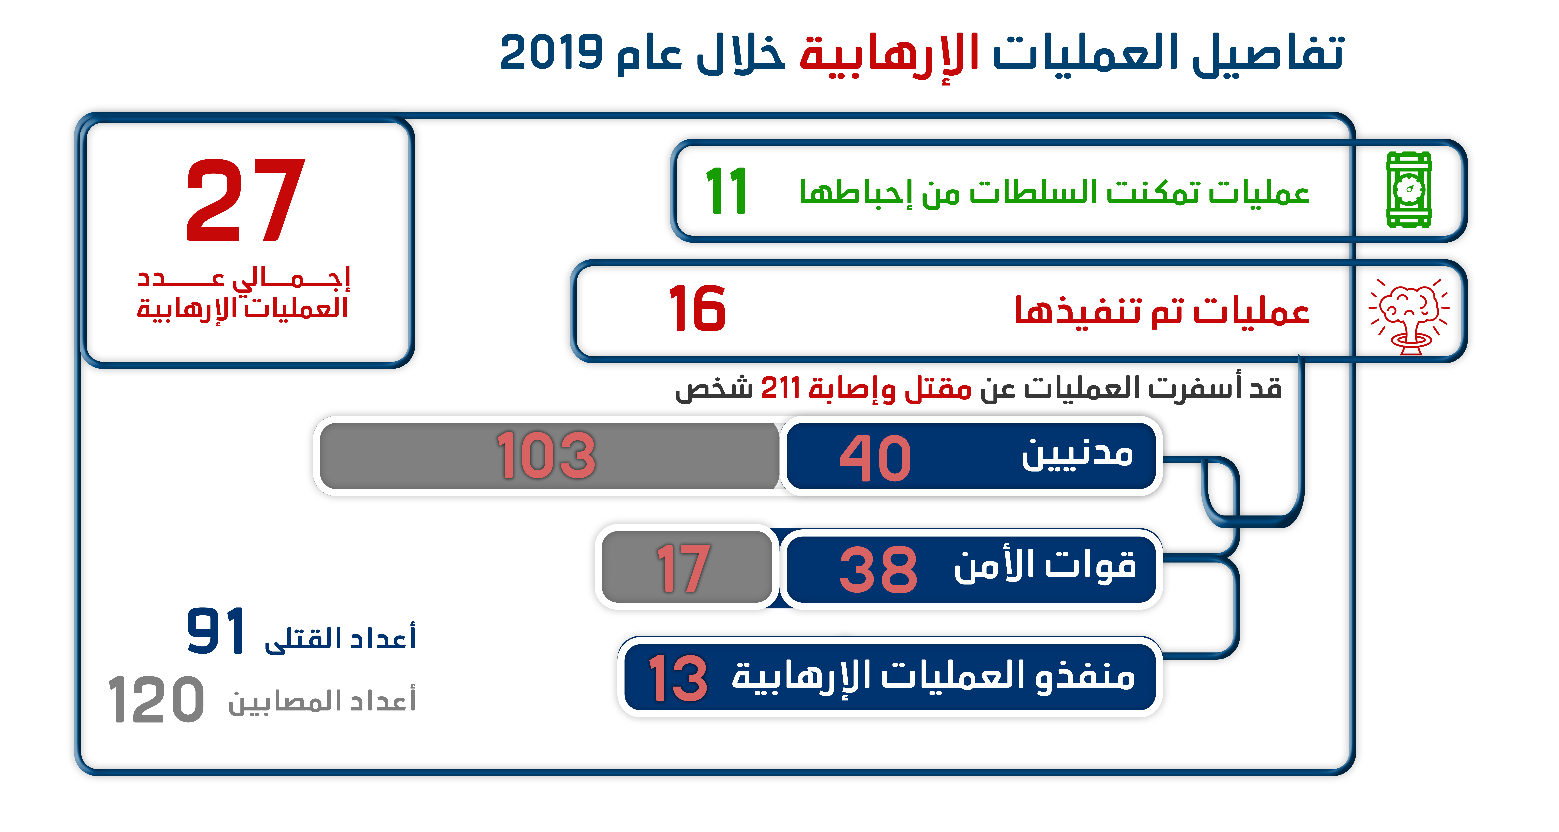 تفاصيل العمليات الإرهابية خلال عام 2019
عمليات تمكنت السلطات من إحباطها 11
27
إجمالي عدد
العمليات الإرهابية
عمليات تم تنفيذها 16
قد أسفرت العمليات عن مقتل وإصابة 211 شخص
مدنيين 40 103
قوات الأمن 38 17
منفذو العمليات الإرهابية 13
أعداد القتلى 91
أعداد المصابين 120